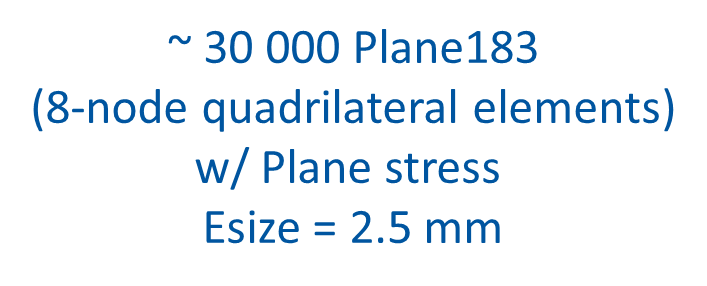 ~ 30 000 Plane183
(8-node quadrilateral elements)
w/ Plane stress
Esize = 2.5 mm